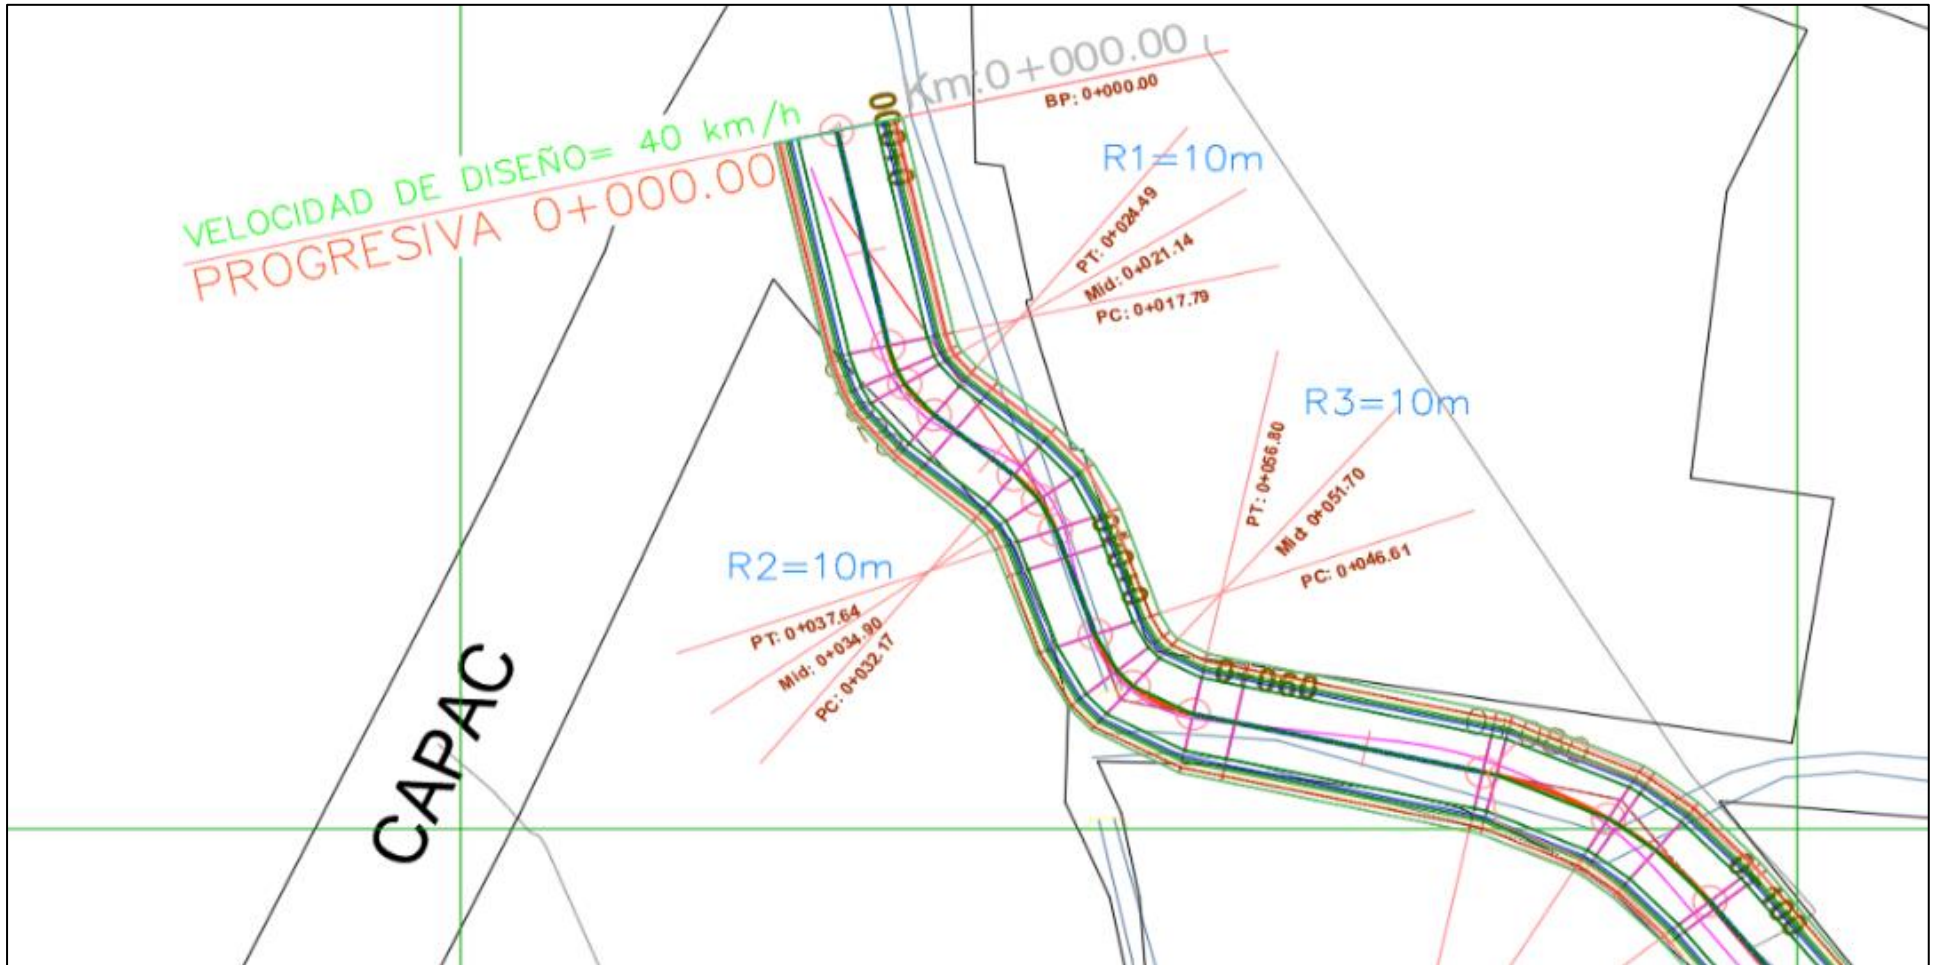 Km:0+000.00
BP: 0+000.00
VELOCIDAD DE DISEÑO= 40 km/h
PROGRESIVA 0+000.00
R1=10m
PT: 0+024.49
Mid: 0+021.14
PC: 0+017.79
R3=10m
PT: 0+056.80
Mid: 0+051.70
PC: 0+046.61
R2=10m
PT: 0+037.64
Mid: 0+034.90
PC: 0+032.17
0+060
CAPAC